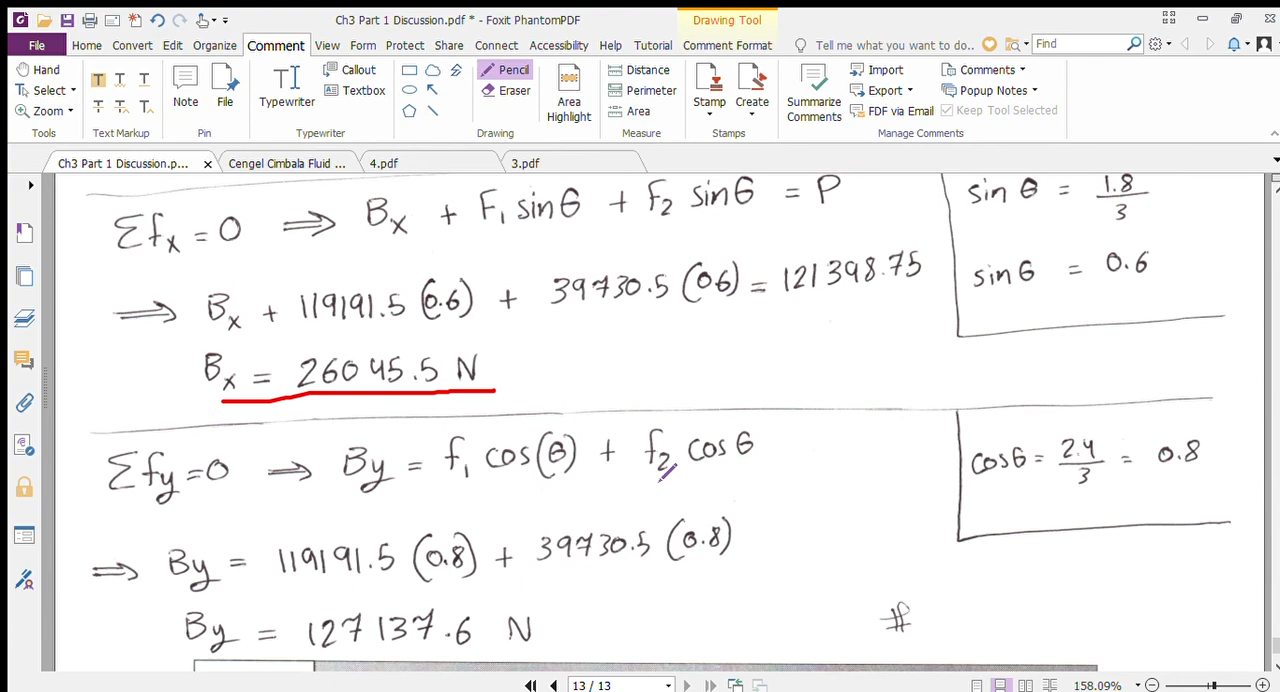 Ch3 Part 1 Discussion.pdf * - Foxit PhantomPDF
Drawing Tool
File Home Convert Edit Organize Comment View Form Protect Share Connect Accessibility Help Tutorial Comment Format Tell me what you want to do.. Find
Hand
Select
Zoom
Tools
Text Markup
Note
File
Pin
Typewriter
Callout
Textbox
Typewriter
Pencil
Eraser
Drawing
Area Highlight
Distance
Perimeter
Area
Measure
Stamp
Create
Stamps
Summarize Comments
Import
Export
FDF via Email
Comments
Popup Notes
Keep Tool Selected
Manage Comments
Ch3 Part 1 Discussion.p... × Cengel Cimbala Fluid ... 4.pdf 3.pdf
Σfx = 0 ⟹ Bx + F1 sinθ + F2 sinθ = P
⟹ Bx + 119191.5 (0.6) + 39730.5 (0.6) = 121398.75
Bx = 26045.5 N
sin θ = 1.8/3
sinθ = 0.6
Σfy = 0 ⟹ By = f1 cos(θ) + f2 cosθ
⟹ By = 119191.5 (0.8) + 39730.5 (0.8)
By = 127137.6 N #
cosθ = 2.4/3 = 0.8
13 / 13
158.09%